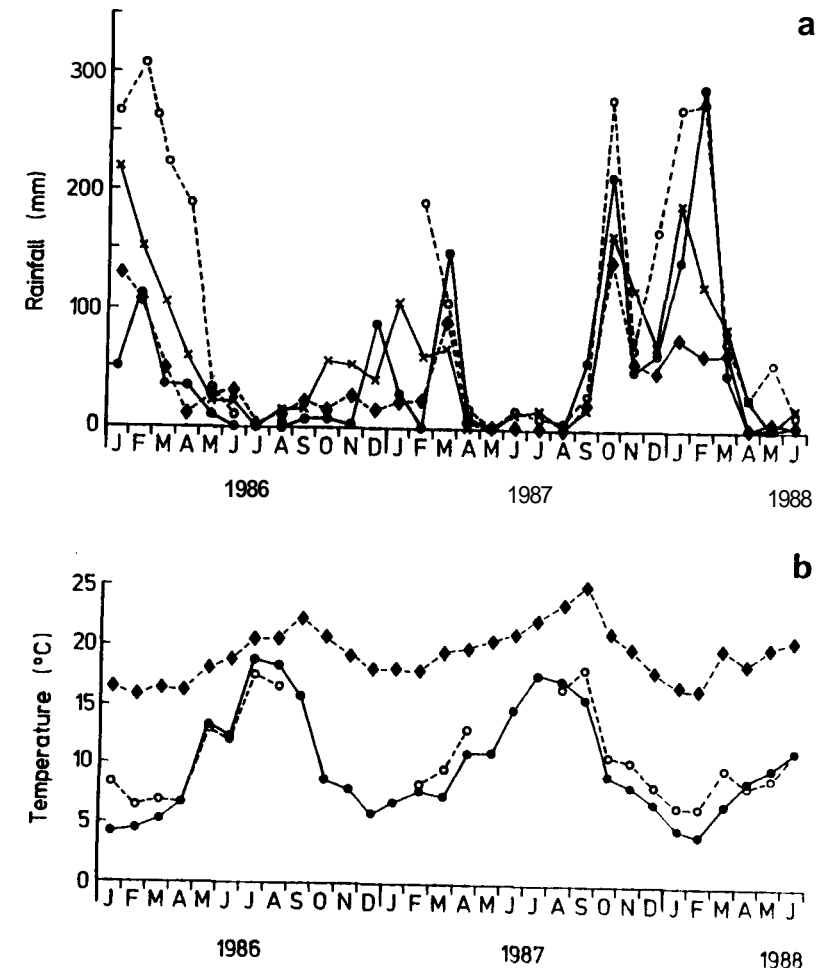 a
300
200
100
0
Rainfall (mm)
J F M A M J J A S O N D J F M A M J J A S O N D J F M A M J
1986 1987 1988
b
25
20
15
10
5
0
Temperature (°C)
J F M A M J J A S O N D J F M A M J J A S O N D J F M A M J
1986 1987 1988